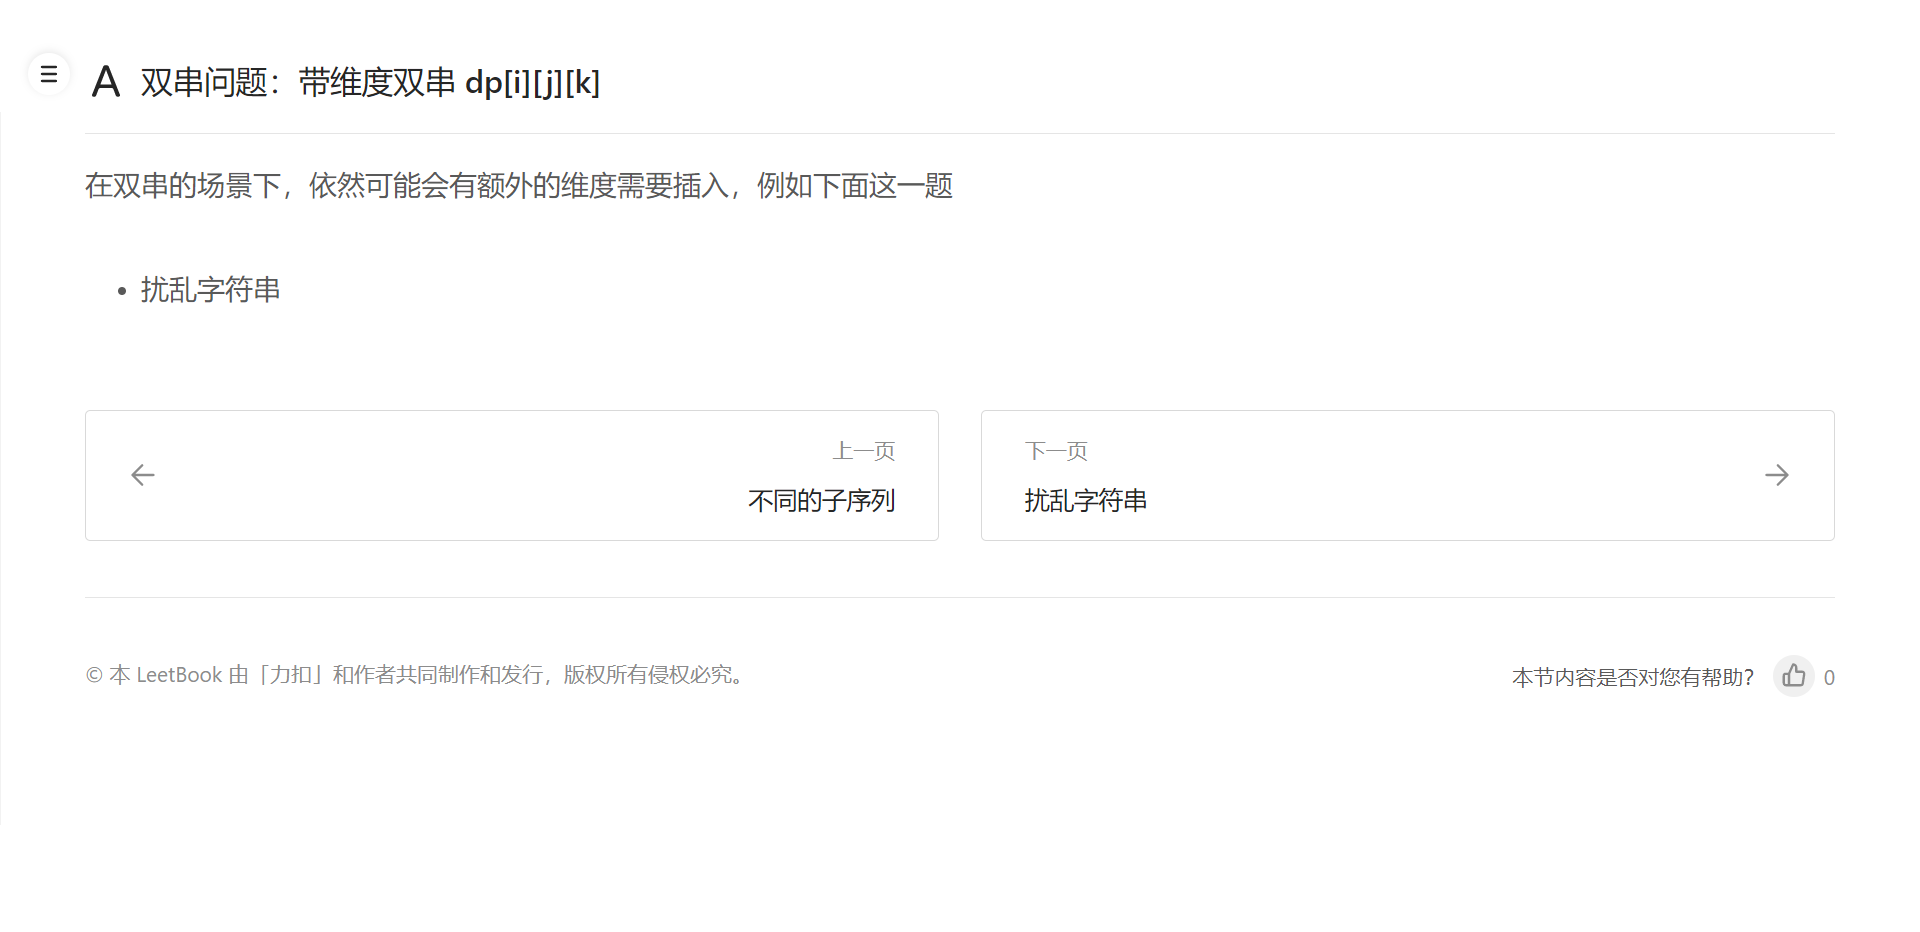 A 双串问题：带维度双串 dp[i][j][k]
在双串的场景下，依然可能会有额外的维度需要插入，例如下面这一题
• 扰乱字符串
上一页
不同的子序列
下一页
扰乱字符串
© 本 LeetBook 由「力扣」和作者共同制作和发行，版权所有侵权必究。
本节内容是否对您有帮助？ 0